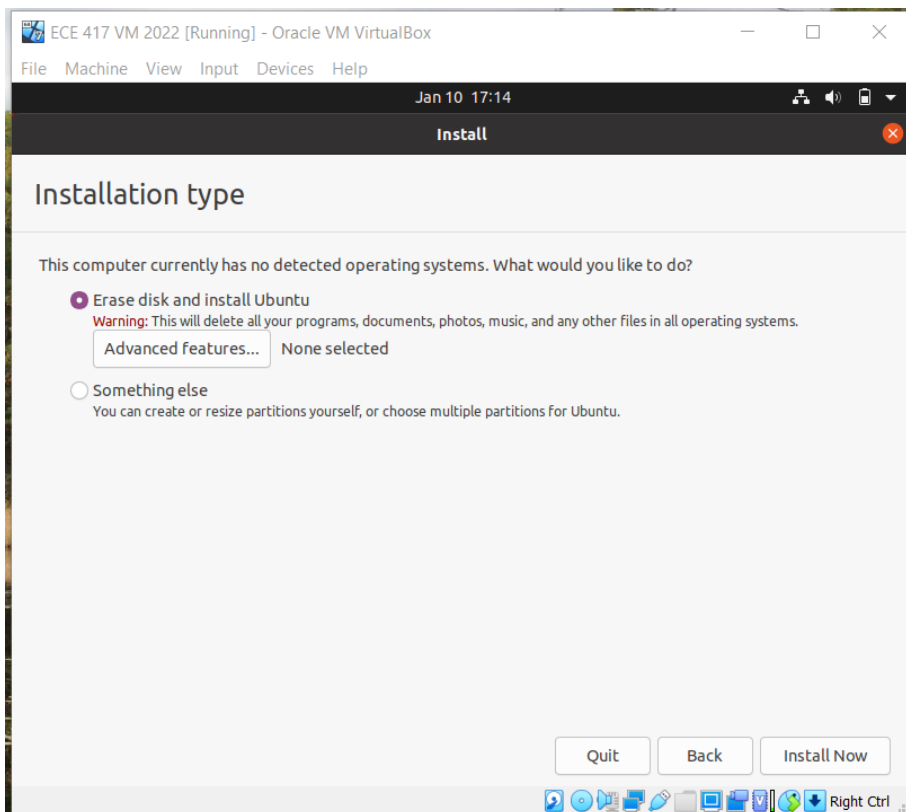 ECE 417 VM 2022 [Running] - Oracle VM VirtualBox
File Machine View Input Devices Help
Jan 10 17:14
Install
Installation type
This computer currently has no detected operating systems. What would you like to do?
Erase disk and install Ubuntu
Warning: This will delete all your programs, documents, photos, music, and any other files in all operating systems.
Advanced features... None selected
Something else
You can create or resize partitions yourself, or choose multiple partitions for Ubuntu.
Quit Back Install Now
Right Ctrl